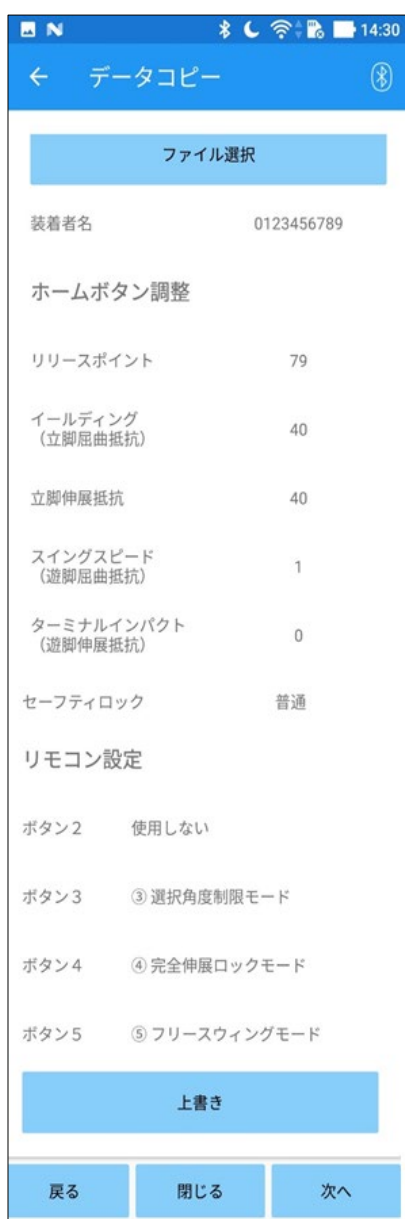 14:30
データコピー
ファイル選択
装着者名 0123456789
ホームボタン調整
リリースポイント 79
イールディング
（立脚屈曲抵抗） 40
立脚伸展抵抗 40
スイングスピード
（遊脚屈曲抵抗） 1
ターミナルインパクト
（遊脚伸展抵抗） 0
セーフティロック 普通
リモコン設定
ボタン２ 使用しない
ボタン３ ③選択角度制限モード
ボタン４ ④完全伸展ロックモード
ボタン５ ⑤フリースウィングモード
上書き
戻る 閉じる 次へ